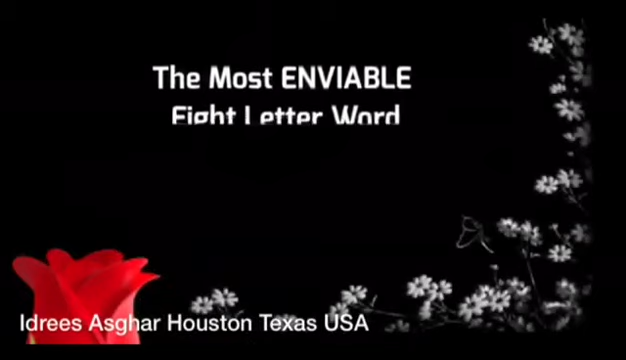 The Most ENVIABLE
Eight Letter Word
Idrees Asghar Houston Texas USA